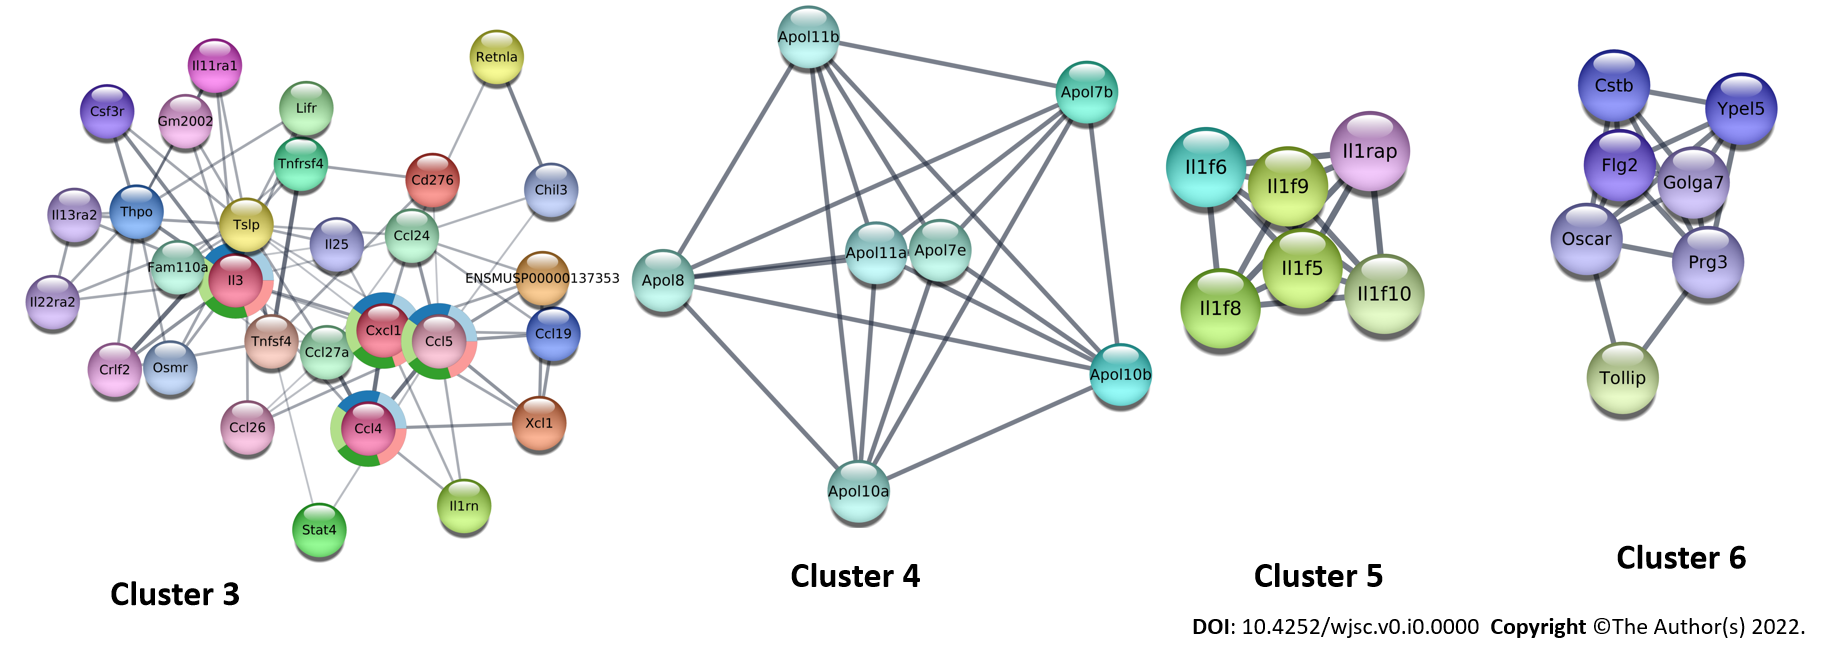 Il11ra1
Csf3r
Gm2002
Lifr
Retnla
Tnfrsf4
Cd276
Chil3
Il13ra2
Thpo
Tslp
Il25
Ccl24
Fam110a
Il3
ENSMUSP00000137353
Il22ra2
Crlf2
Osmr
Tnfsf4
Ccl27a
Cxcl1
Ccl5
Ccl19
Ccl26
Ccl4
Xcl1
Il1rn
Stat4
Cluster 3
Apol11b
Apol7b
Apol11a
Apol7e
Apol8
Apol10b
Apol10a
Cluster 4
Il1f6
Il1f9
Il1rap
Il1f5
Il1f8
Il1f10
Cluster 5
Cstb
Ypel5
Flg2
Golga7
Oscar
Prg3
Tollip
Cluster 6
DOI: 10.4252/wjsc.v0.i0.0000 Copyright ©The Author(s) 2022.